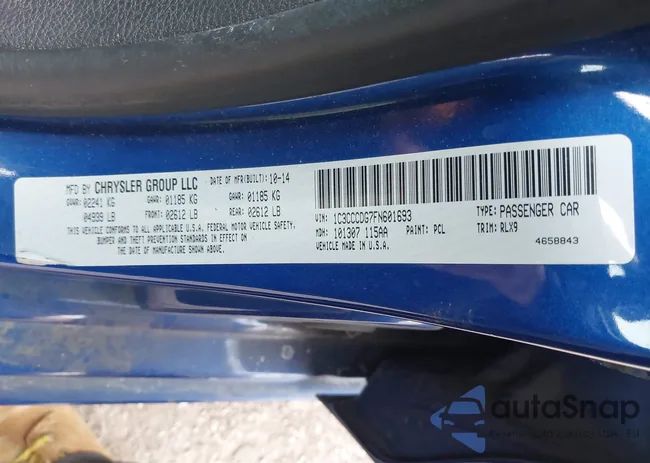 MFD BY CHRYSLER GROUP LLC DATE OF MFR(BUILT): 10-14
GVWR: 02241 KG GAWR: 01185 KG GAWR: 01185 KG
04939 LB FRONT: 02612 LB REAR: 02612 LB
THIS VEHICLE CONFORMS TO ALL APPLICABLE U.S.A. FEDERAL MOTOR VEHICLE SAFETY,
BUMPER AND THEFT PREVENTION STANDARDS IN EFFECT ON
THE DATE OF MANUFACTURE SHOWN ABOVE.
VIN: 1C3CCCDG7FN601693 TYPE: PASSENGER CAR
MDH: 101307 115AA PAINT: PCL TRIM: RLX9
VEHICLE MADE IN U.S.A. 4658843
autoSnap